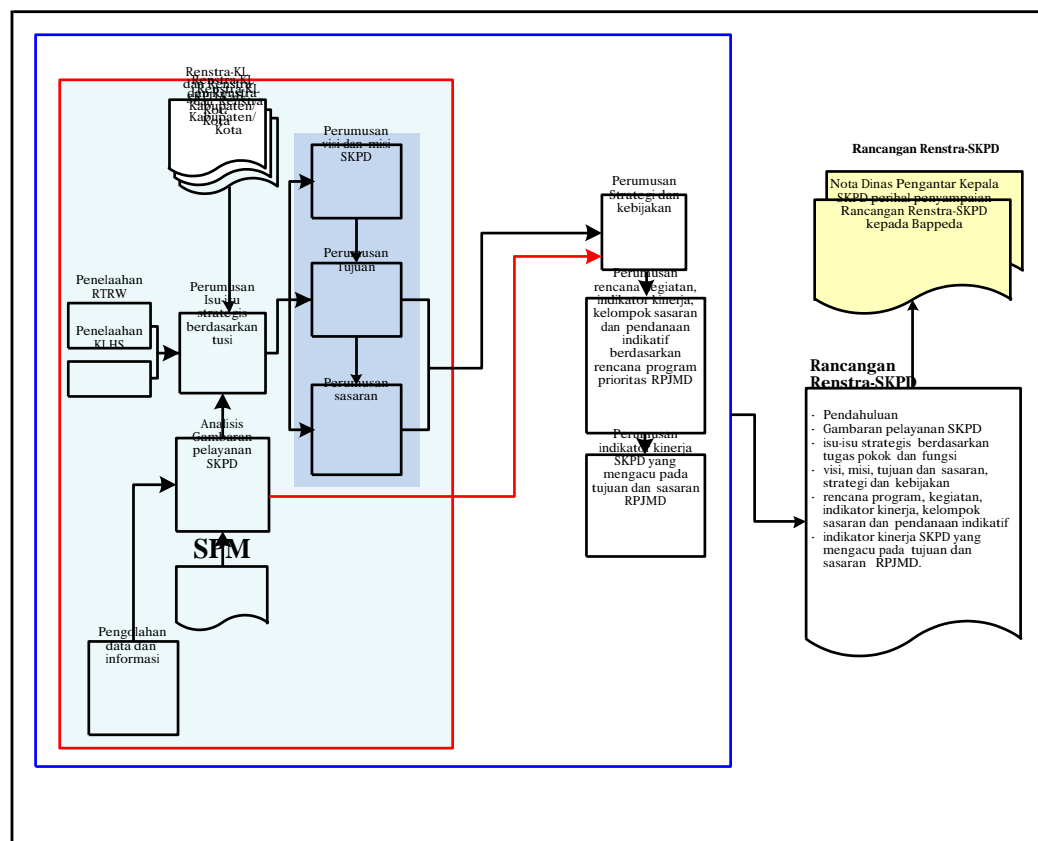 Renstra-KL
dan Renstra
Kabupaten/
Kota
Perumusan
visi dan misi
SKPD
Perumusan
Tujuan
Perumusan
sasaran
Penelaahan
RTRW
Penelaahan
KLHS
Perumusan
Isu-isu
strategis
berdasarkan
tusi
Analisis
Gambaran
pelayanan
SKPD
SPM
Pengolahan
data dan
informasi
Perumusan
Strategi dan
kebijakan
Perumusan
rencana kegiatan,
indikator kinerja,
kelompok sasaran
dan pendanaan
indikatif
berdasarkan
rencana program
prioritas RPJMD
Perumusan
indikator kinerja
SKPD yang
mengacu pada
tujuan dan sasaran
RPJMD
Rancangan Renstra-SKPD
Nota Dinas Pengantar Kepala
SKPD perihal penyampaian
Rancangan Renstra-SKPD
kepada Bappeda
Rancangan
Renstra-SKPD
- Pendahuluan
- Gambaran pelayanan SKPD
- isu-isu strategis berdasarkan
tugas pokok dan fungsi
- visi, misi, tujuan dan sasaran,
strategi dan kebijakan
- rencana program, kegiatan,
indikator kinerja, kelompok
sasaran dan pendanaan indikatif
- indikator kinerja SKPD yang
mengacu pada tujuan dan
sasaran RPJMD.